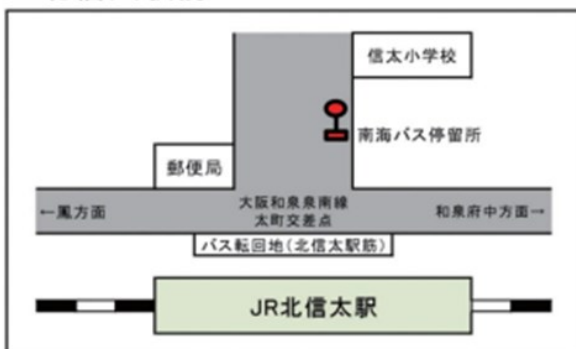 信太小学校
南海バス停留所
郵便局
←鳳方面
大阪和泉泉南線
太町交差点
和泉府中方面→
バス転回地(北信太駅筋)
JR北信太駅